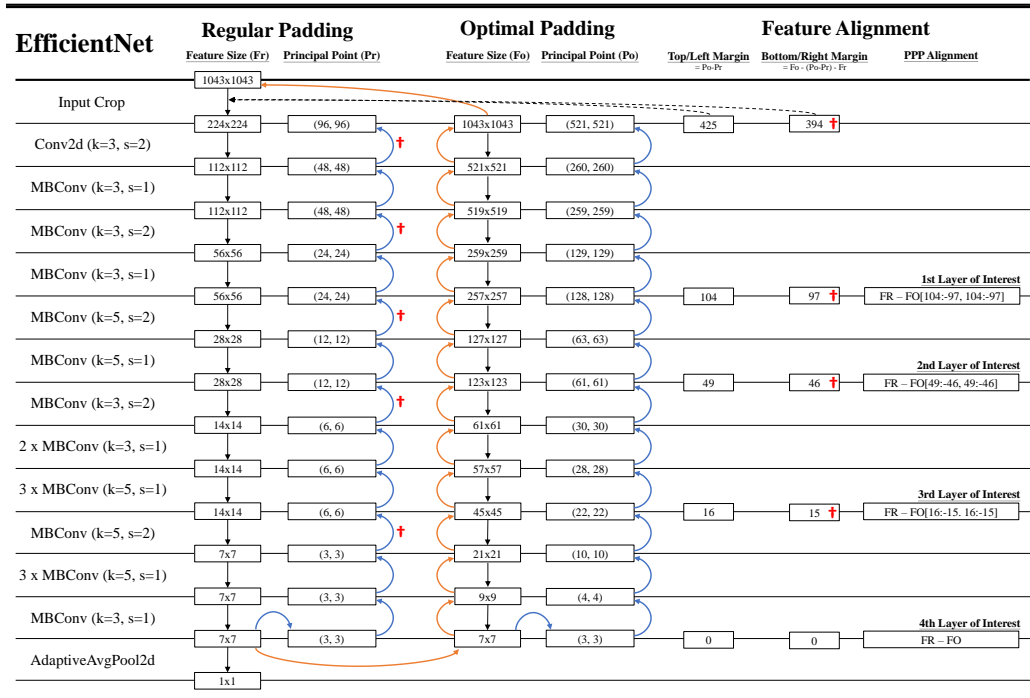 EfficientNet Regular Padding Optimal Padding Feature Alignment
Feature Size (Fr) Principal Point (Pr) Feature Size (Fo) Principal Point (Po) Top/Left Margin Bottom/Right Margin PPP Alignment
= Po-Pr = Fo - (Po-Pr) - Fr
1043x1043
Input Crop
224x224 (96, 96) 1043x1043 (521, 521) 425 394 †
Conv2d (k=3, s=2) †
112x112 (48, 48) 521x521 (260, 260)
MBConv (k=3, s=1)
112x112 (48, 48) 519x519 (259, 259)
MBConv (k=3, s=2) †
56x56 (24, 24) 259x259 (129, 129)
MBConv (k=3, s=1)
1st Layer of Interest
56x56 (24, 24) 257x257 (128, 128) 104 97 † FR – FO[104:-97, 104:-97]
MBConv (k=5, s=2) †
28x28 (12, 12) 127x127 (63, 63)
MBConv (k=5, s=1)
2nd Layer of Interest
28x28 (12, 12) 123x123 (61, 61) 49 46 † FR – FO[49:-46, 49:-46]
MBConv (k=3, s=2) †
14x14 (6, 6) 61x61 (30, 30)
2 x MBConv (k=3, s=1)
14x14 (6, 6) 57x57 (28, 28)
3 x MBConv (k=5, s=1)
3rd Layer of Interest
14x14 (6, 6) 45x45 (22, 22) 16 15 † FR – FO[16:-15. 16:-15]
MBConv (k=5, s=2) †
7x7 (3, 3) 21x21 (10, 10)
3 x MBConv (k=5, s=1)
7x7 (3, 3) 9x9 (4, 4)
MBConv (k=3, s=1)
4th Layer of Interest
7x7 (3, 3) 7x7 (3, 3) 0 0 FR – FO
AdaptiveAvgPool2d
1x1